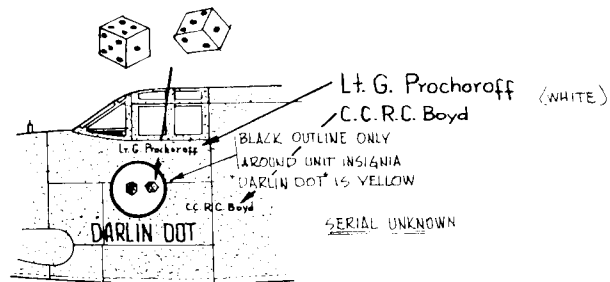 Lt. G. Prochoroff
(WHITE)
C.C.R.C. Boyd
BLACK OUTLINE ONLY
AROUND UNIT INSIGNIA
"DARLIN DOT" IS YELLOW
SERIAL UNKNOWN
Lt. G. Prochoroff
C.C.R.C. Boyd
DARLIN DOT